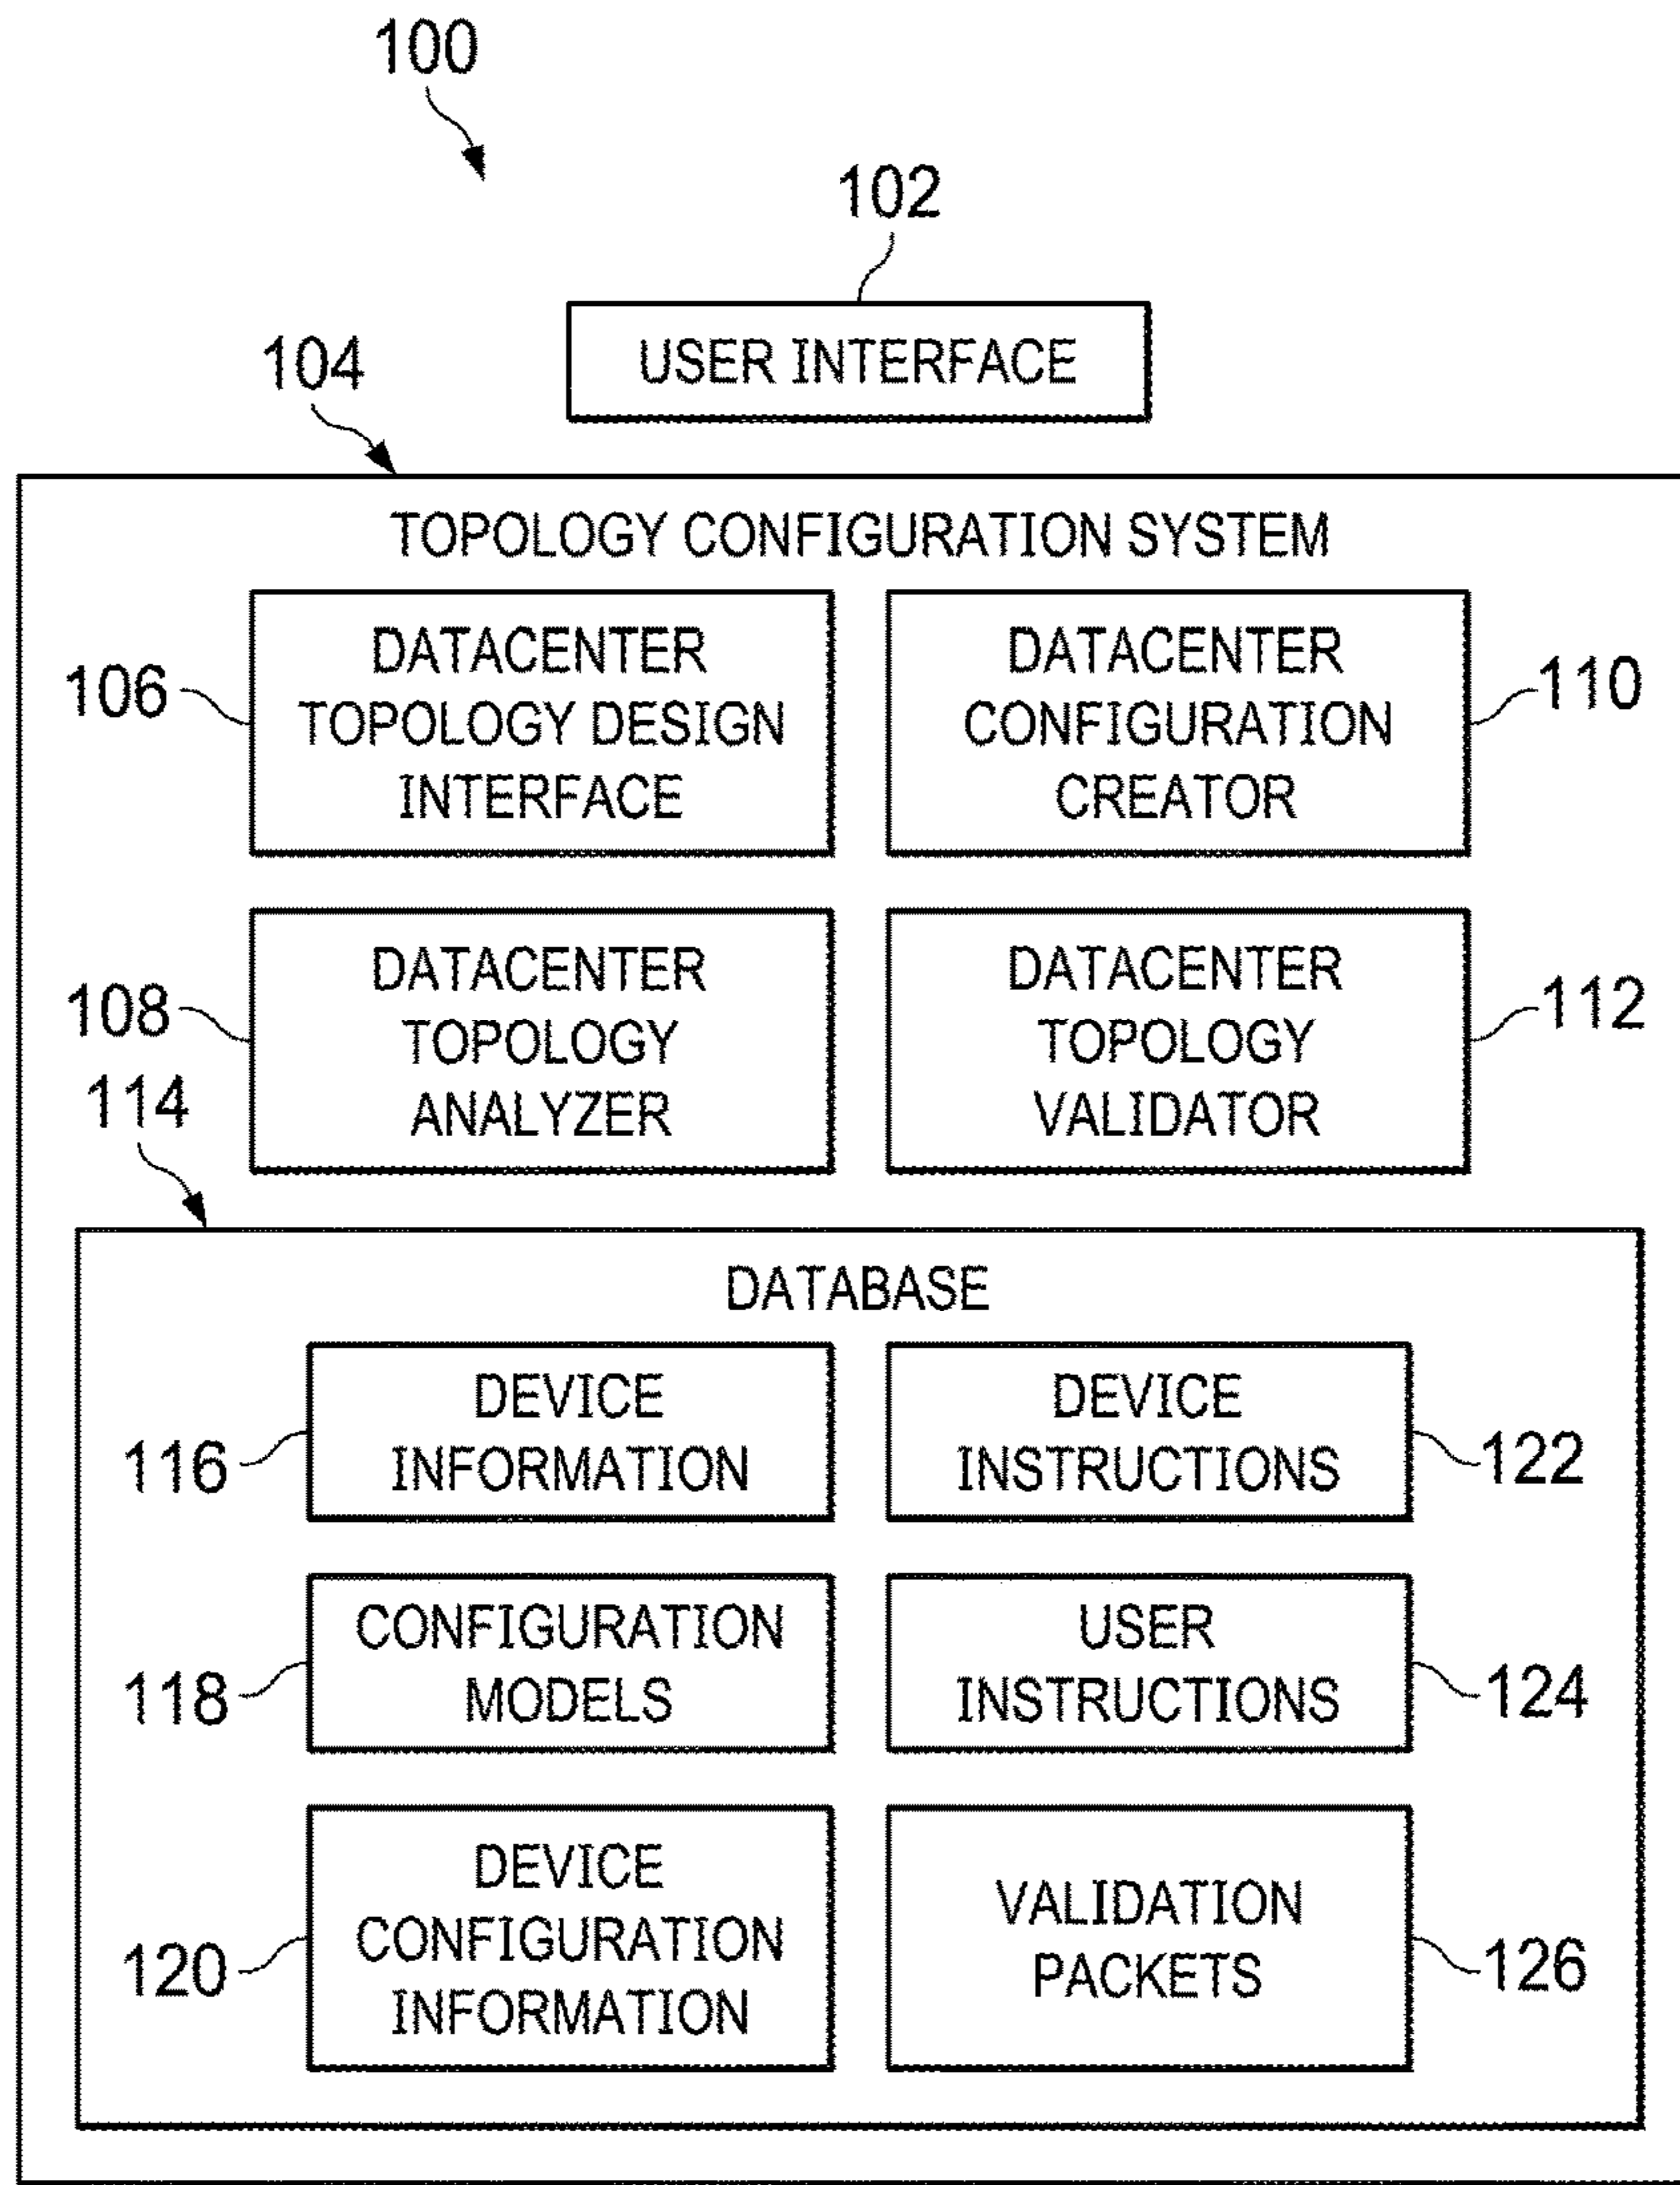 100
102
USER INTERFACE
104
TOPOLOGY CONFIGURATION SYSTEM
106
DATACENTER
TOPOLOGY DESIGN
INTERFACE
DATACENTER
CONFIGURATION
CREATOR
110
108
DATACENTER
TOPOLOGY
ANALYZER
DATACENTER
TOPOLOGY
VALIDATOR
112
114
DATABASE
116
DEVICE
INFORMATION
DEVICE
INSTRUCTIONS
122
118
CONFIGURATION
MODELS
USER
INSTRUCTIONS
124
120
DEVICE
CONFIGURATION
INFORMATION
VALIDATION
PACKETS
126